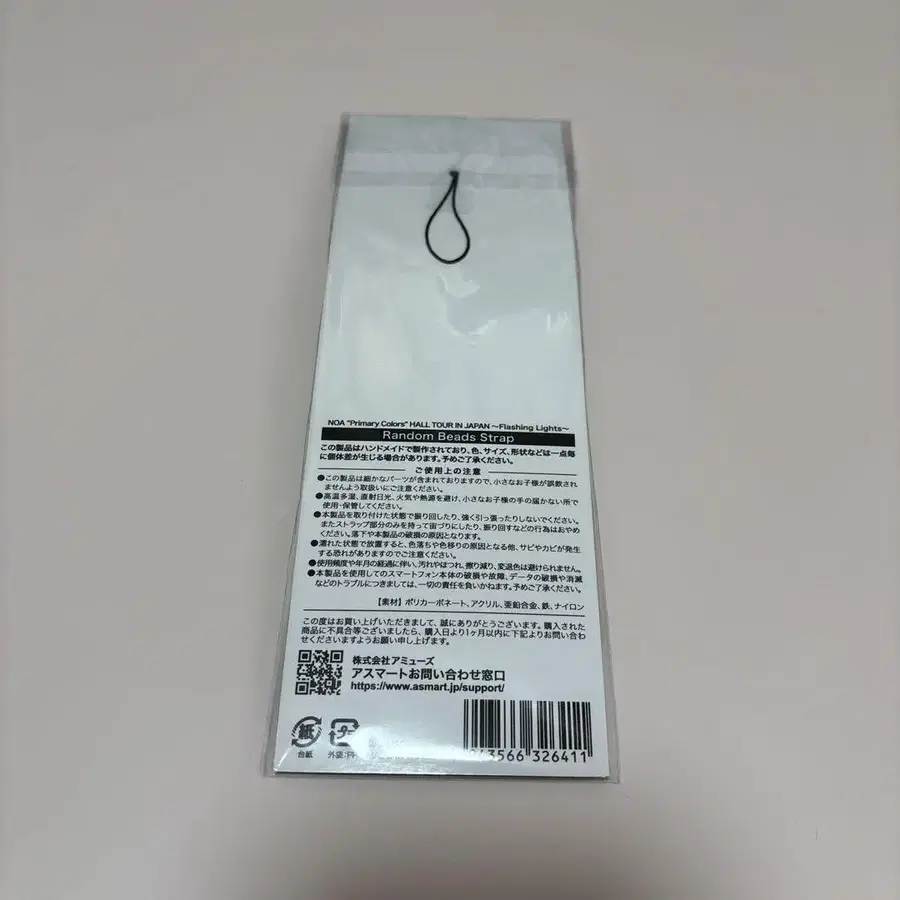 NOA "Primary Colors" HALL TOUR IN JAPAN 〜Flashing Lights〜
Random Beads Strap
この製品はハンドメイドで製作されており、色、サイズ、形状などは一点毎
に個体差が生じる場合があります。予めご了承ください。
ご使用上の注意
●この製品は細かなパーツが含まれておりますので、小さなお子様が誤飲され
ませんよう取扱いにご注意ください。
●高温多湿、直射日光、火気や熱源を避け、小さなお子様の手の届かない所で
使用・保管してください。
●本製品を取り付けた状態で振り回したり、強く引っ張ったりしないでください。
またストラップ部分のみを持って宙づりにしたり、振り回すなどの行為はおやめ
ください。落下や本製品の破損の原因となります。
●濡れた状態で放置すると、色落ちや色移りの原因となる他、サビやカビが発生
する恐れがありますのでご注意ください。
●使用頻度や年月の経過に伴い、汚れやほつれ、擦り減り、変退色は避けられません。
●本製品を使用してのスマートフォン本体の破損や故障、データの破損や消滅
などのトラブルにつきましては、一切の責任を負いかねます。予めご了承ください。
【素材】 ポリカーボネート、アクリル、亜鉛合金、鉄、ナイロン
この度はお買い上げいただきまして、誠にありがとうございます。購入された
商品に不具合等ございましたら、購入日より1ヶ月以内に下記よりお問い合わ
せくださいますようお願い申し上げます。
株式会社アミューズ
アスマートお問い合わせ窓口
https://www.asmart.jp/support/
紙
台紙
プラ
外袋:PP
3566 326411